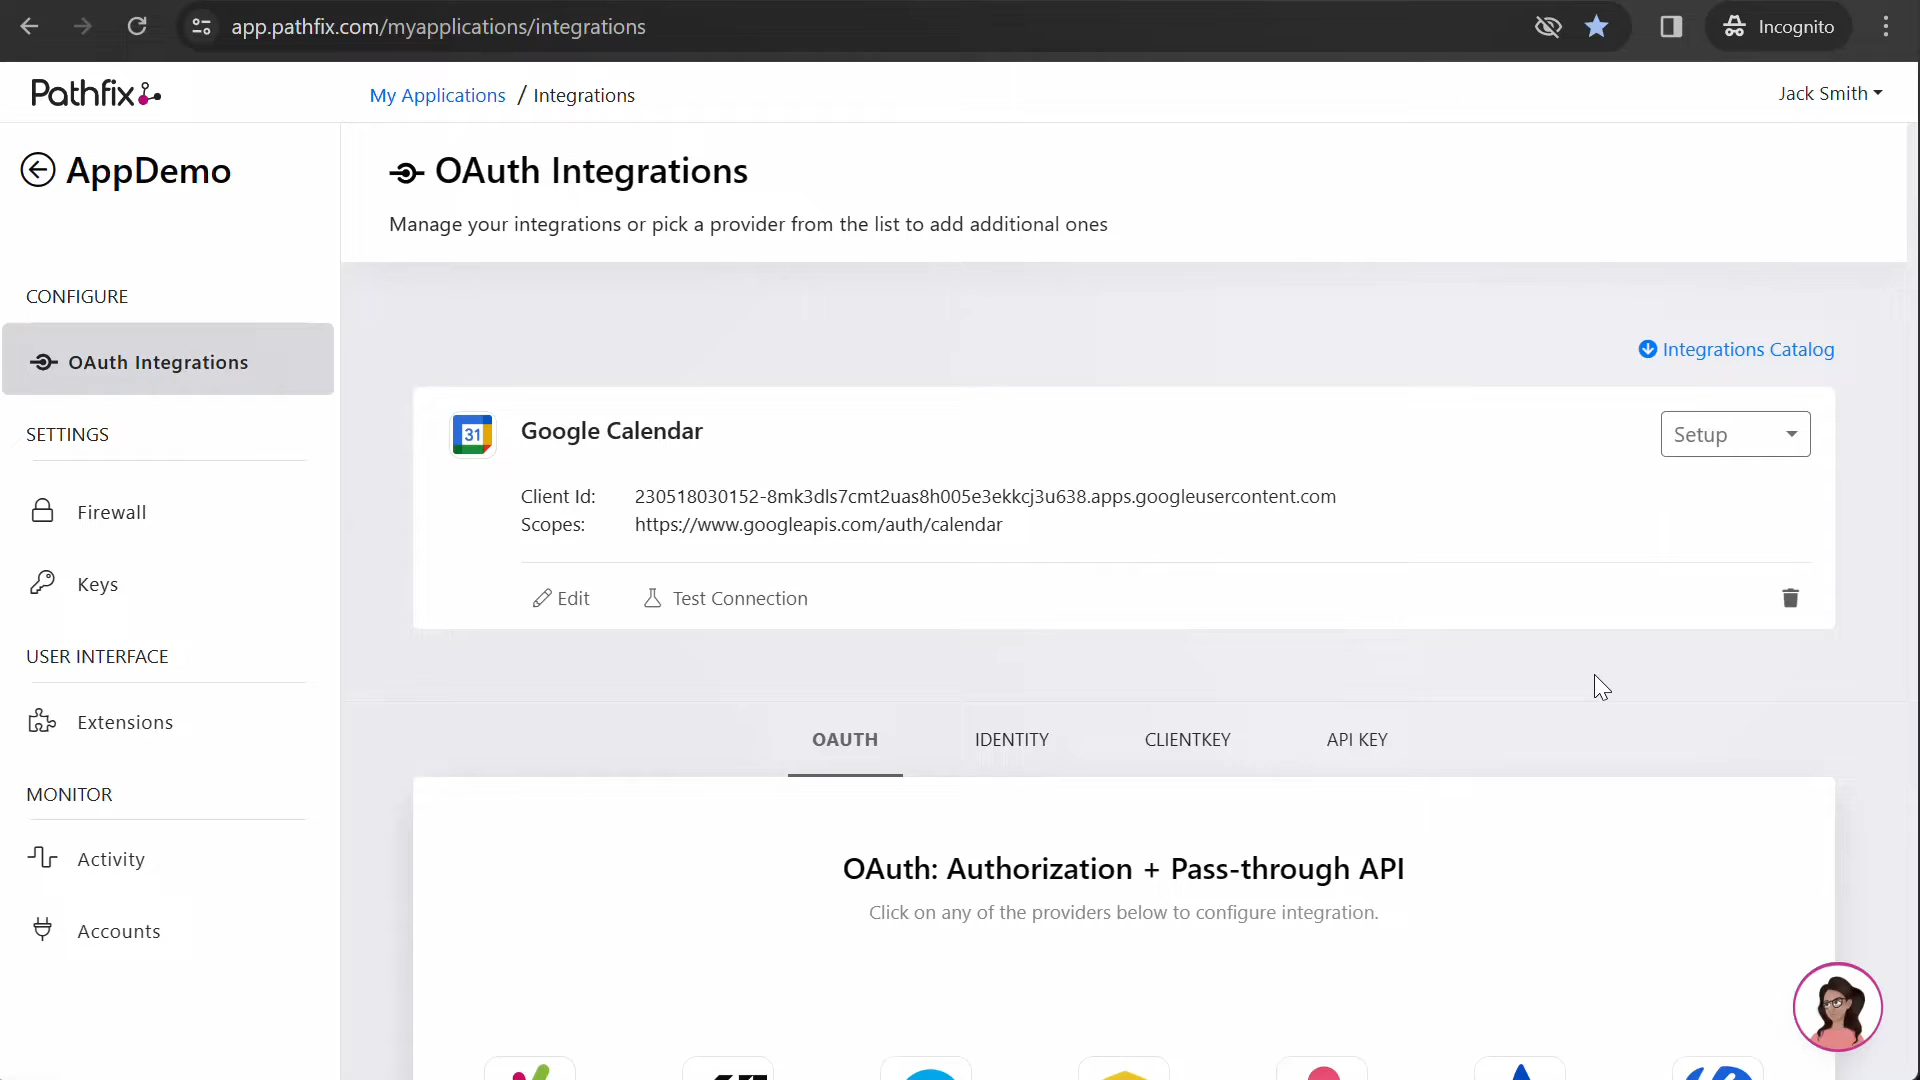 app.pathfix.com/myapplications/integrations
Incognito
Pathfix
My Applications / Integrations
Jack Smith
AppDemo
OAuth Integrations
Manage your integrations or pick a provider from the list to add additional ones
CONFIGURE
OAuth Integrations
SETTINGS
Firewall
Keys
USER INTERFACE
Extensions
MONITOR
Activity
Accounts
Integrations Catalog
31
Google Calendar
Setup
Client Id: 230518030152-8mk3dls7cmt2uas8h005e3ekkcj3u638.apps.googleusercontent.com
Scopes: https://www.googleapis.com/auth/calendar
Edit
Test Connection
OAUTH
IDENTITY
CLIENTKEY
API KEY
OAuth: Authorization + Pass-through API
Click on any of the providers below to configure integration.